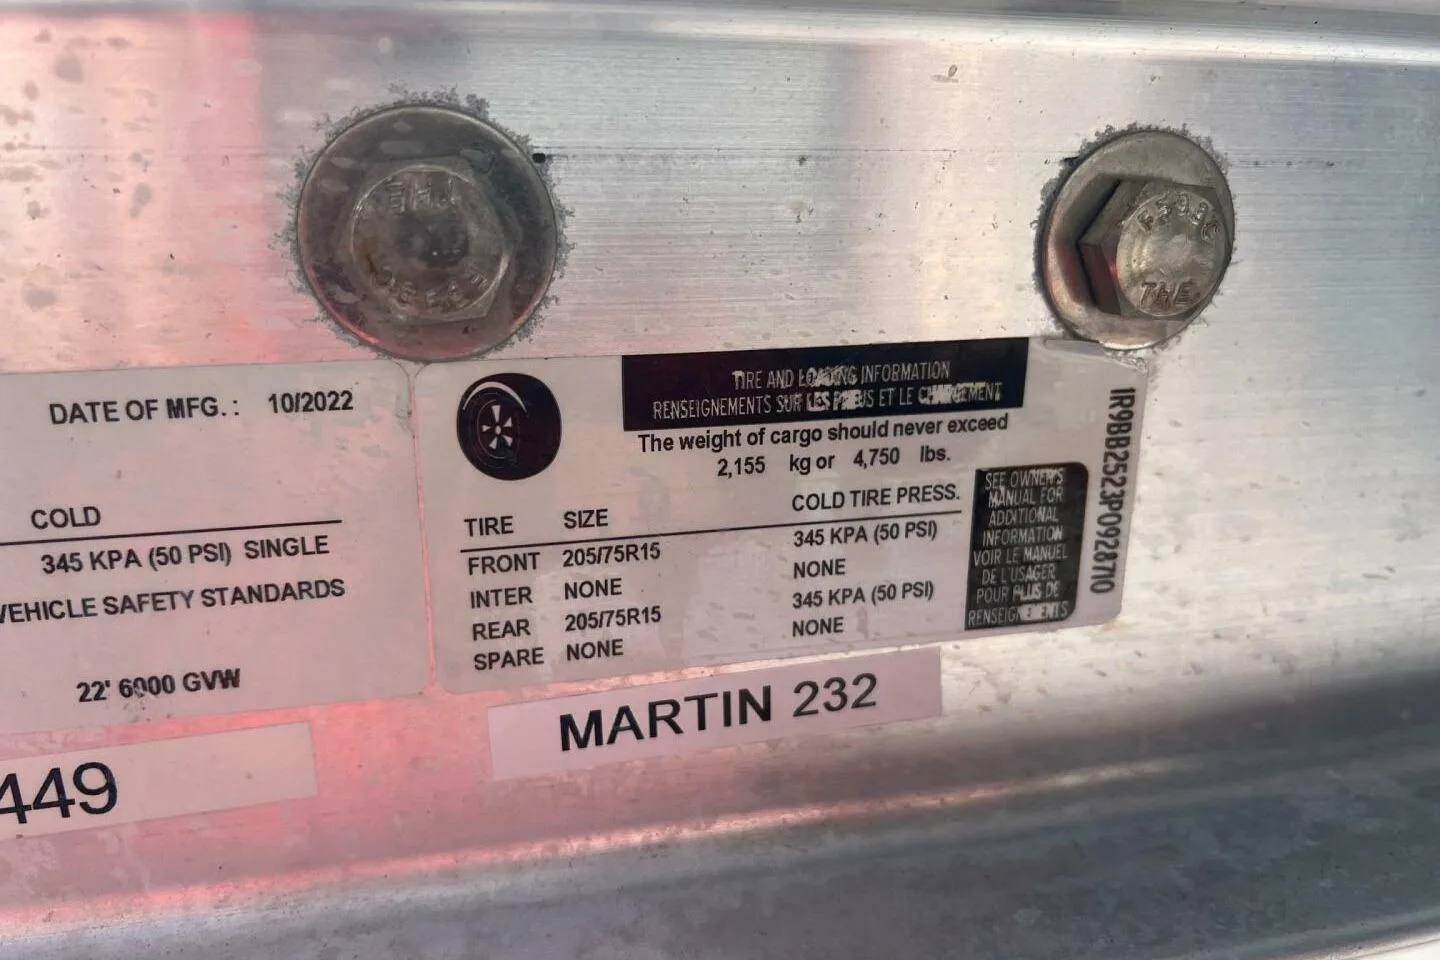 THE
F593C
F593C
THE
DATE OF MFG.: 10/2022
COLD
345 KPA (50 PSI) SINGLE
VEHICLE SAFETY STANDARDS
22' 6000 GVW
449
TIRE AND LOADING INFORMATION
RENSEIGNEMENTS SUR LES PNEUS ET LE CHARGEMENT
The weight of cargo should never exceed
2,155 kg or 4,750 lbs.
TIRE SIZE COLD TIRE PRESS.
FRONT 205/75R15 345 KPA (50 PSI)
INTER NONE NONE
REAR 205/75R15 345 KPA (50 PSI)
SPARE NONE NONE
SEE OWNER'S
MANUAL FOR
ADDITIONAL
INFORMATION
VOIR LE MANUEL
DE L'USAGER
POUR PLUS DE
RENSEIGNEMENTS
1R9BB2523P0928710
MARTIN 232